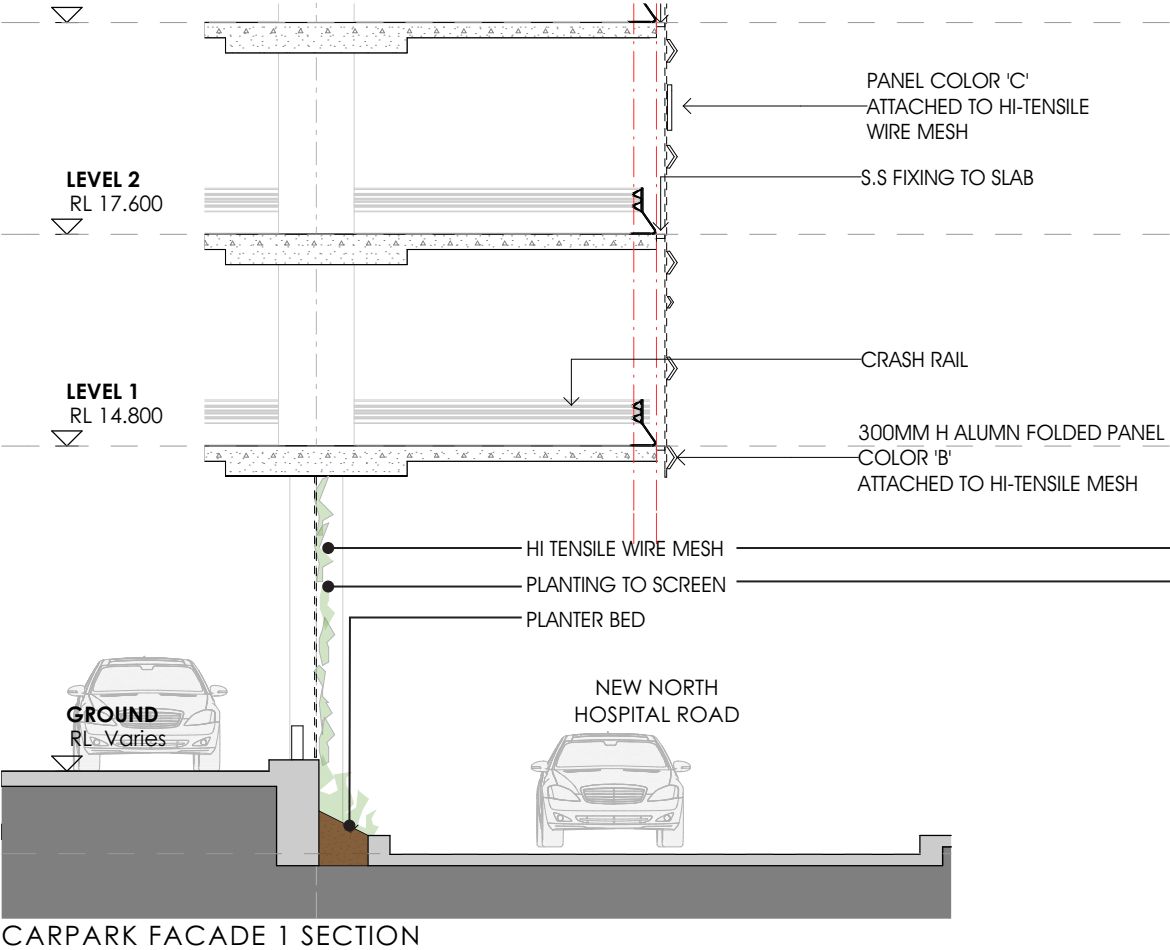 PANEL COLOR 'C'
ATTACHED TO HI-TENSILE
WIRE MESH
LEVEL 2
RL 17.600
S.S FIXING TO SLAB
CRASH RAIL
LEVEL 1
RL 14.800
300MM H ALUMN FOLDED PANEL
COLOR 'B'
ATTACHED TO HI-TENSILE MESH
HI TENSILE WIRE MESH
PLANTING TO SCREEN
PLANTER BED
NEW NORTH
HOSPITAL ROAD
GROUND
RL Varies
CARPARK FACADE 1 SECTION